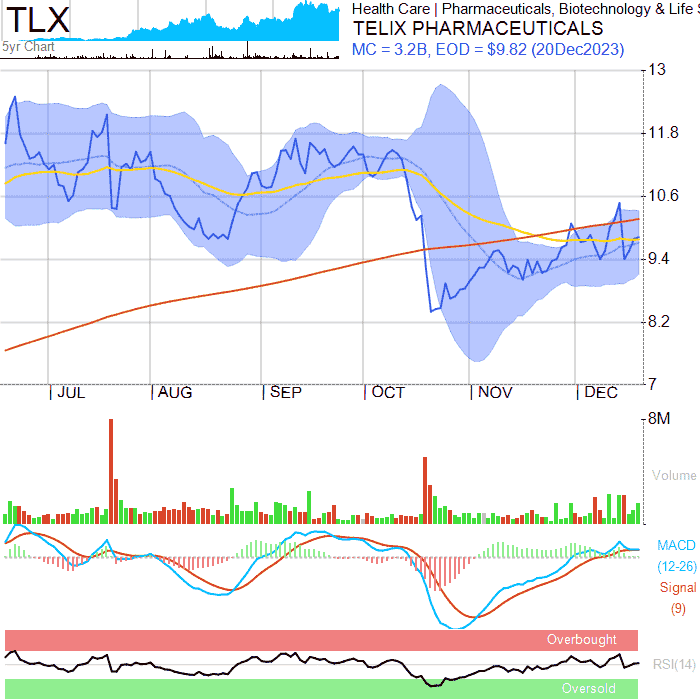 TLX
5yr Chart
Health Care | Pharmaceuticals, Biotechnology & Life S
TELIX PHARMACEUTICALS
MC = 3.2B, EOD = $9.82 (20Dec2023)
13
11.8
10.6
9.4
8.2
7
JUL AUG SEP OCT NOV DEC
8M
Volume
MACD
(12-26)
Signal
(9)
Overbought
RSI(14)
Oversold